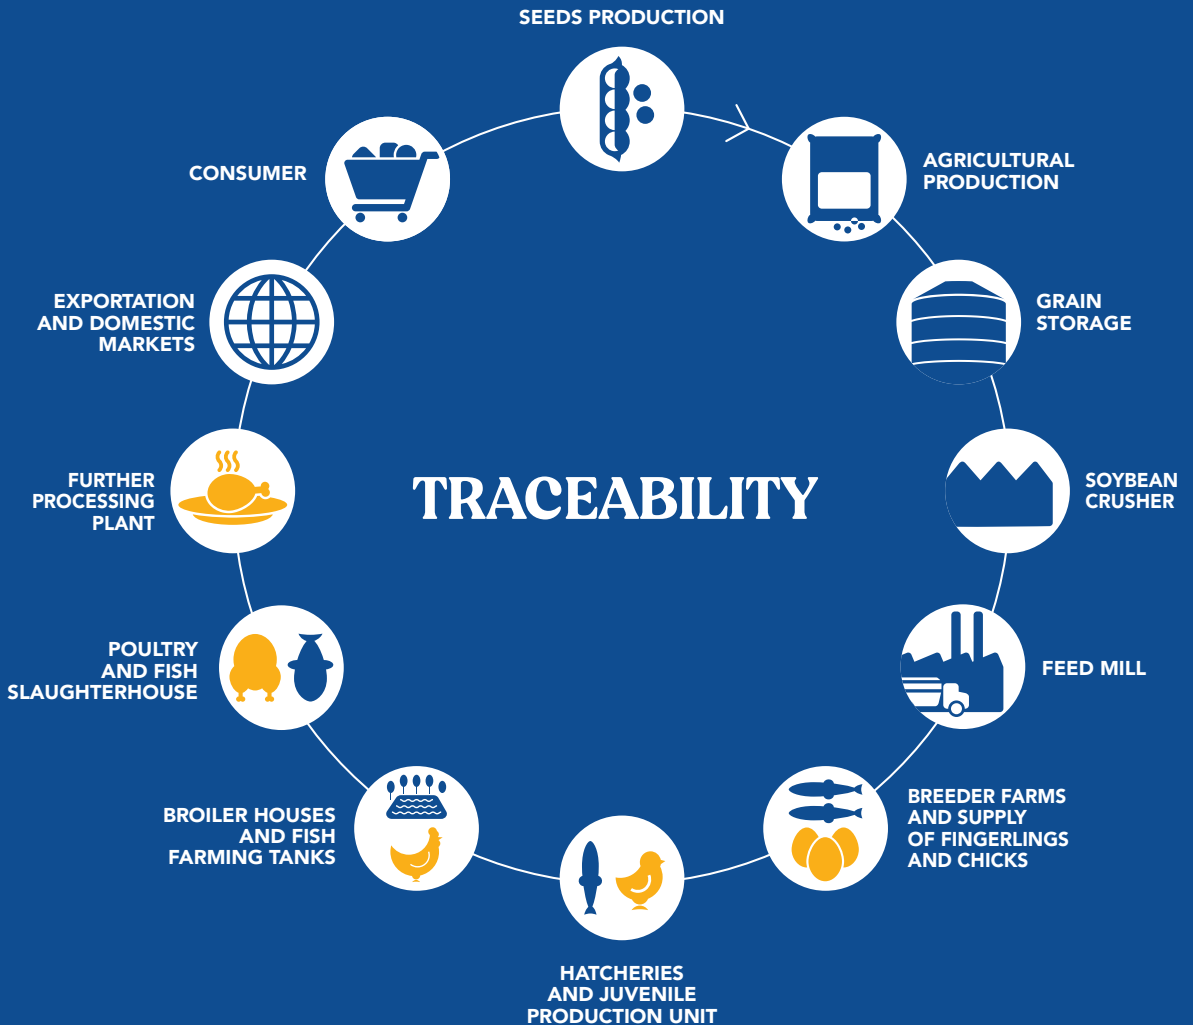 SEEDS PRODUCTION
AGRICULTURAL
PRODUCTION
GRAIN
STORAGE
SOYBEAN
CRUSHER
FEED MILL
BREEDER FARMS
AND SUPPLY
OF FINGERLINGS
AND CHICKS
HATCHERIES
AND JUVENILE
PRODUCTION UNIT
BROILER HOUSES
AND FISH
FARMING TANKS
POULTRY
AND FISH
SLAUGHTERHOUSE
FURTHER
PROCESSING
PLANT
EXPORTATION
AND DOMESTIC
MARKETS
CONSUMER
TRACEABILITY